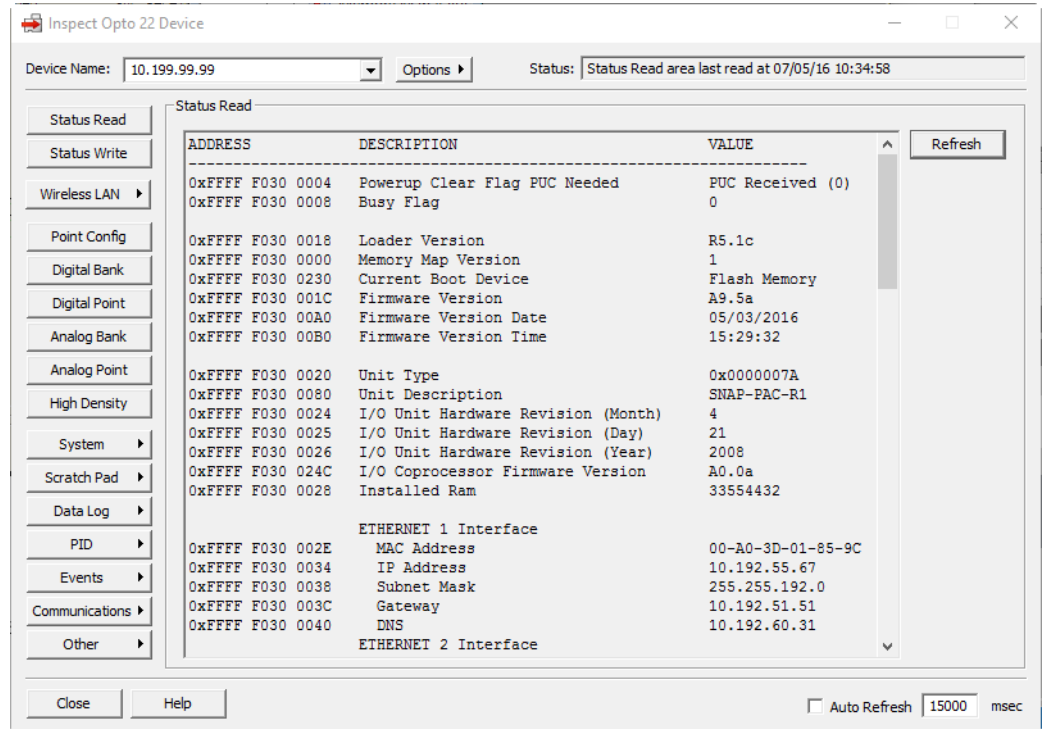 Inspect Opto 22 Device
Device Name: 10.199.99.99 Options Status: Status Read area last read at 07/05/16 10:34:58
Status Read
Status Write
Wireless LAN
Point Config
Digital Bank
Digital Point
Analog Bank
Analog Point
High Density
System
Scratch Pad
Data Log
PID
Events
Communications
Other
Status Read
ADDRESS DESCRIPTION VALUE
--------------------------------------------------------------------------------
0xFFFF F030 0004 Powerup Clear Flag PUC Needed PUC Received (0)
0xFFFF F030 0008 Busy Flag 0
0xFFFF F030 0018 Loader Version R5.1c
0xFFFF F030 0000 Memory Map Version 1
0xFFFF F030 0230 Current Boot Device Flash Memory
0xFFFF F030 001C Firmware Version A9.5a
0xFFFF F030 00A0 Firmware Version Date 05/03/2016
0xFFFF F030 00B0 Firmware Version Time 15:29:32
0xFFFF F030 0020 Unit Type 0x0000007A
0xFFFF F030 0080 Unit Description SNAP-PAC-R1
0xFFFF F030 0024 I/O Unit Hardware Revision (Month) 4
0xFFFF F030 0025 I/O Unit Hardware Revision (Day) 21
0xFFFF F030 0026 I/O Unit Hardware Revision (Year) 2008
0xFFFF F030 024C I/O Coprocessor Firmware Version A0.0a
0xFFFF F030 0028 Installed Ram 33554432
ETHERNET 1 Interface
0xFFFF F030 002E MAC Address 00-A0-3D-01-85-9C
0xFFFF F030 0034 IP Address 10.192.55.67
0xFFFF F030 0038 Subnet Mask 255.255.192.0
0xFFFF F030 003C Gateway 10.192.51.51
0xFFFF F030 0040 DNS 10.192.60.31
ETHERNET 2 Interface
Refresh
Close Help Auto Refresh 15000 msec